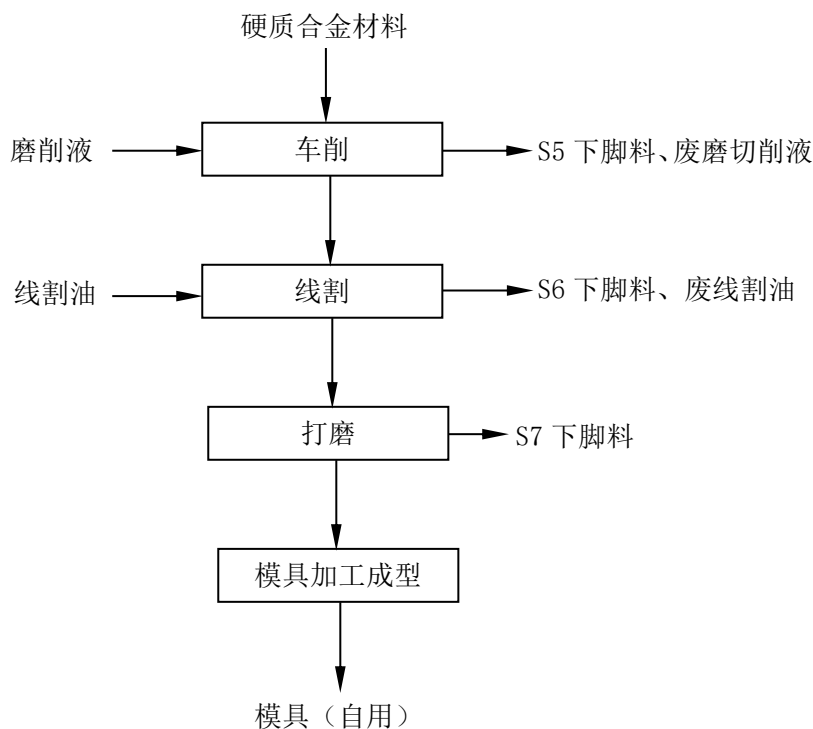 硬质合金材料
磨削液
车削
S5 下脚料、废磨切削液
线割油
线割
S6 下脚料、废线割油
打磨
S7 下脚料
模具加工成型
模具（自用）